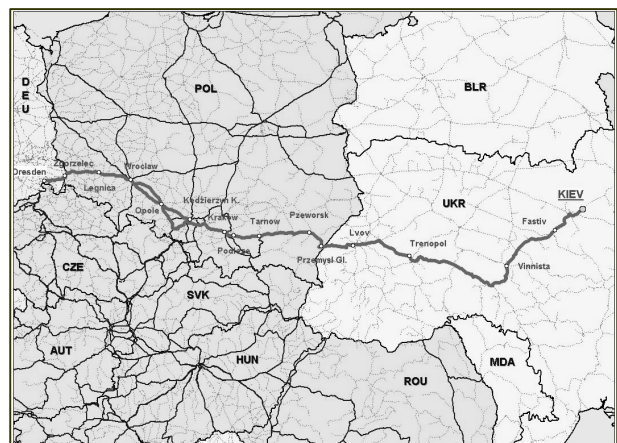 D
E
U
POL
BLR
Zgorzelec
Wroclaw
Dresden
Legnica
Kedzierzyn K.
UKR
KIEV
Opole
Krakow
Tarnow
Pzeworsk
Fastiv
Lvov
Podleze
Przemysl Gl.
Trenopol
Vinnista
CZE
SVK
AUT
HUN
ROU
MDA